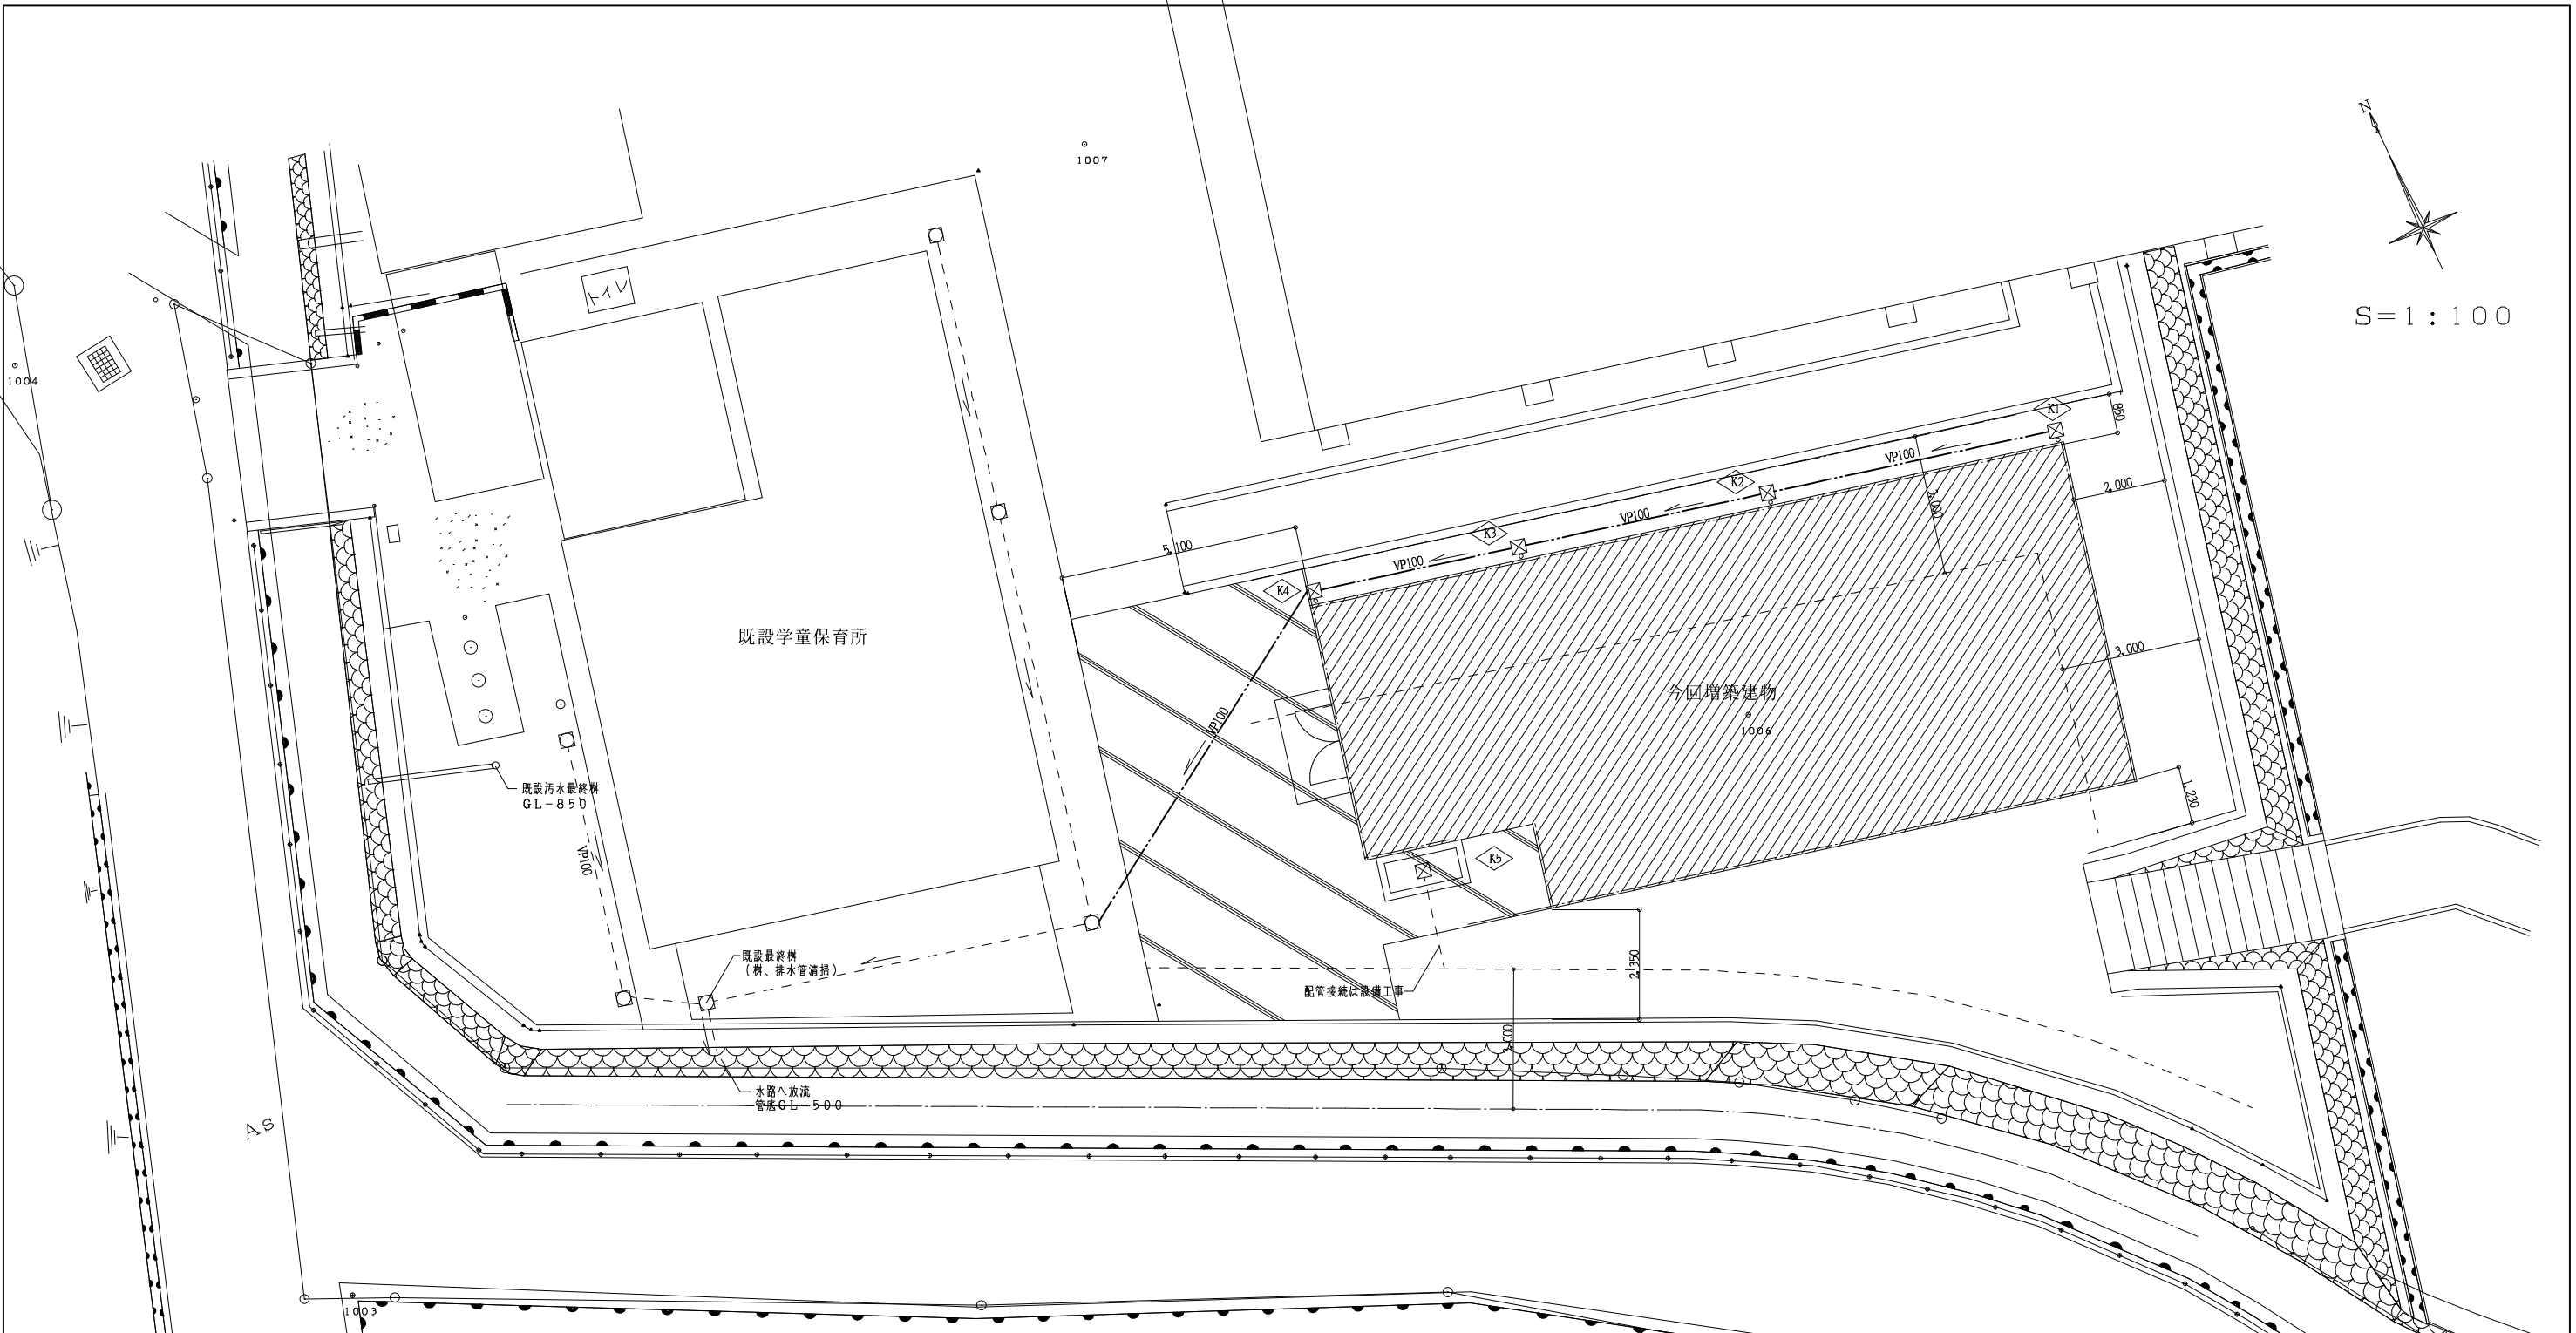 N
S=1:100
1007
トイレ
1004
K1
850
VP100
K2
2,000
3,000
VP100
K3
5,100
VP100
K4
既設学童保育所
3,000
今回増築建物
1006
VP100
既設汚水最終桝
GL-850
1,230
VP100
K5
既設最終桝
(桝、排水管清掃)
2,350
配管接続は設備工事
3,000
水路へ放流
管底GL-500
As
1003